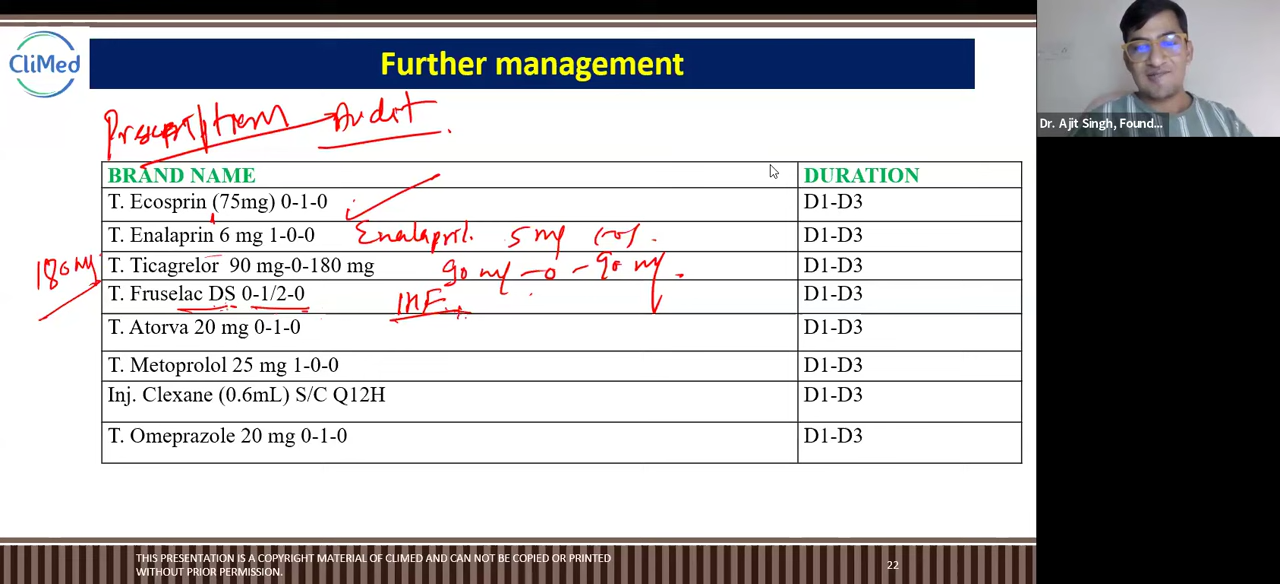 CliMed
Further management
Dr. Ajit Singh, Found...
Audit
BRAND NAME DURATION
T. Ecosprin (75mg) 0-1-0 D1-D3
T. Enalaprin 6 mg 1-0-0 Enalapril. 5 mg D1-D3
180 mg
T. Ticagrelor 90 mg-0-180 mg 90 mg -0 - 90 mg. D1-D3
T. Fruselac DS 0-1/2-0 D1-D3
T. Atorva 20 mg 0-1-0 D1-D3
T. Metoprolol 25 mg 1-0-0 D1-D3
Inj. Clexane (0.6mL) S/C Q12H D1-D3
T. Omeprazole 20 mg 0-1-0 D1-D3
THIS PRESENTATION IS A COPYRIGHT MATERIAL OF CLIMED AND CAN NOT BE COPIED OR PRINTED
WITHOUT PRIOR PERMISSION.
22